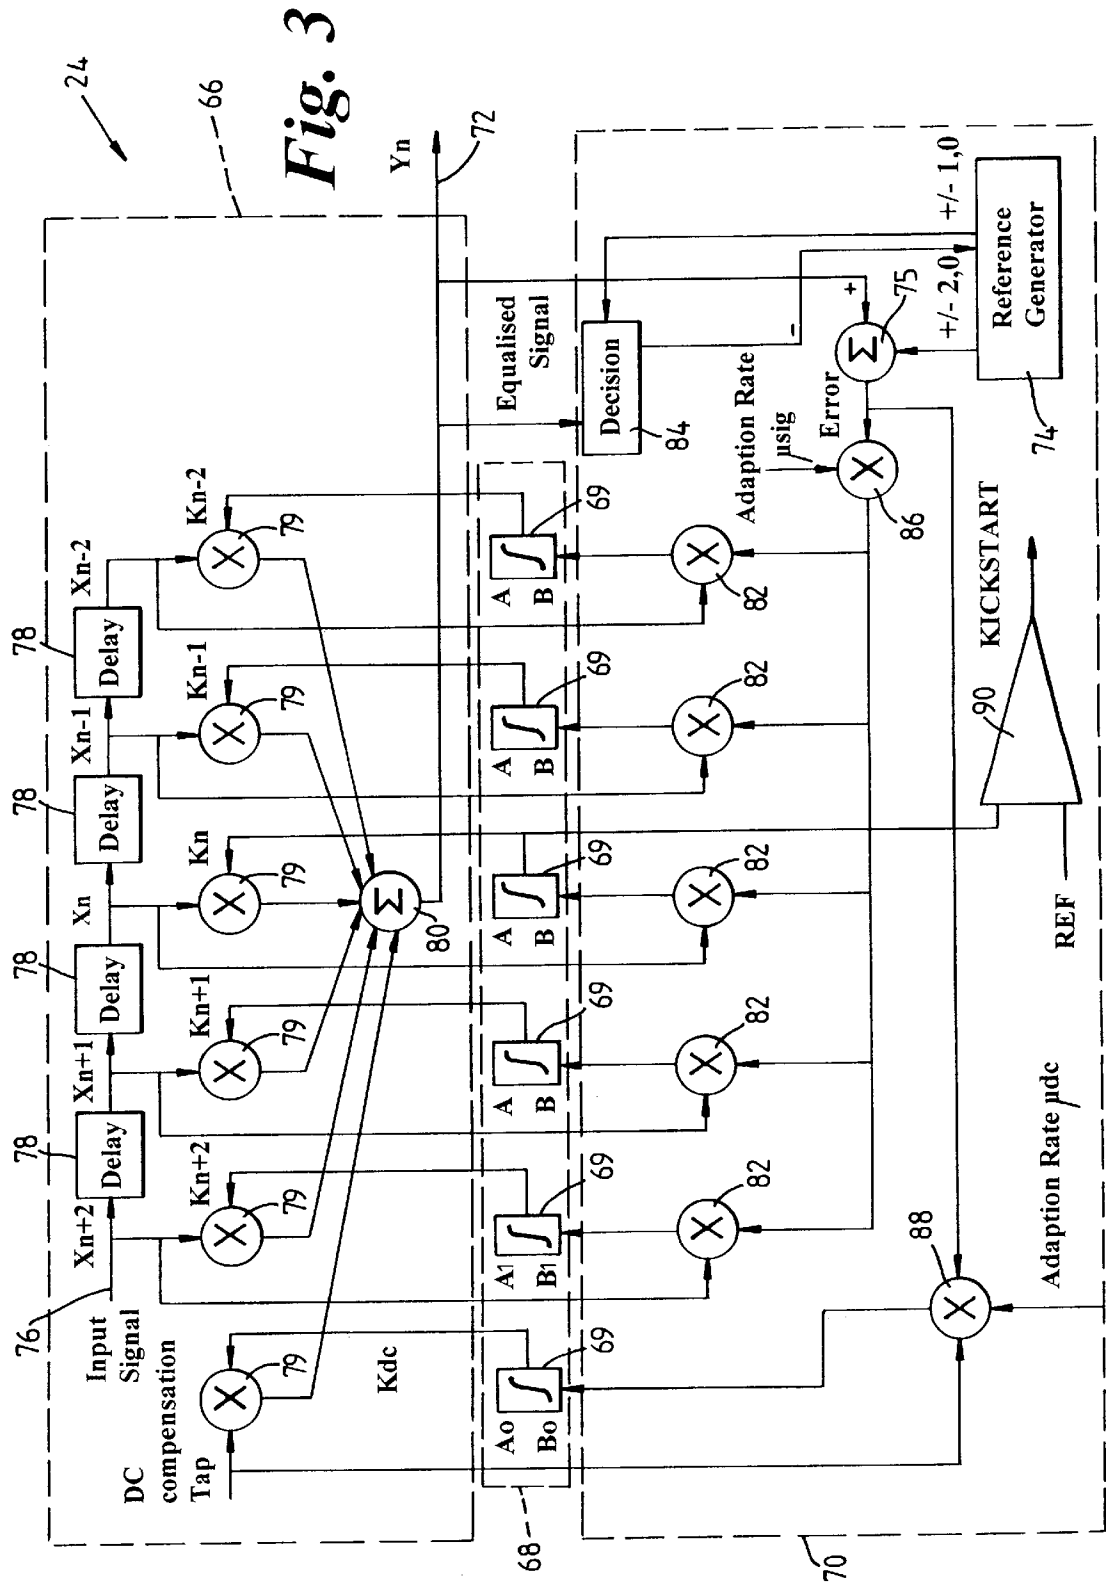 Fig. 3
24
66
78
78
78
78
Input
Signal
76
Xn+2
Delay
Xn+1
Delay
Xn
Delay
Xn-1
Delay
Xn-2
DC
compensation
Tap
79
Kn+2
79
Kn+1
79
Kn
79
Kn-1
79
Kn-2
79
Kdc
Σ
80
Yn
72
68
Ao
Bo
69
A1
B1
69
A
B
69
A
B
69
A
B
69
A
B
69
Equalised
Signal
Decision
84
82
82
82
82
82
Adaption Rate
µsig
86
Error
Σ
75
+
-
+/- 2,0
+/- 1,0
Reference
Generator
74
88
Adaption Rate µdc
REF
90
KICKSTART
70